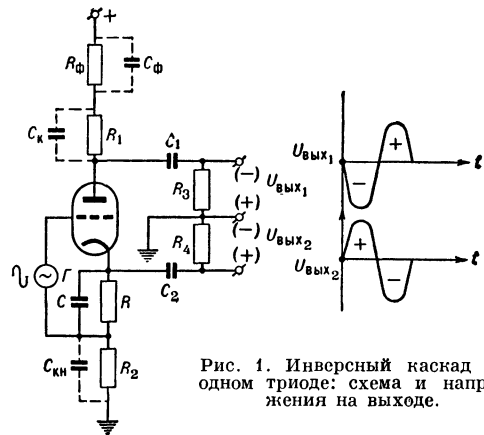 +
Rф
Cф
Cк
R1
C1
(−)
R3
Uвых1
(+)
(−)
R4
Uвых2
(+)
C2
Г
C
R
Cкн
R2
Uвых1
+
−
t
Uвых2
+
−
t
Рис. 1. Инверсный каскад
одном триоде: схема и напр
жения на выходе.